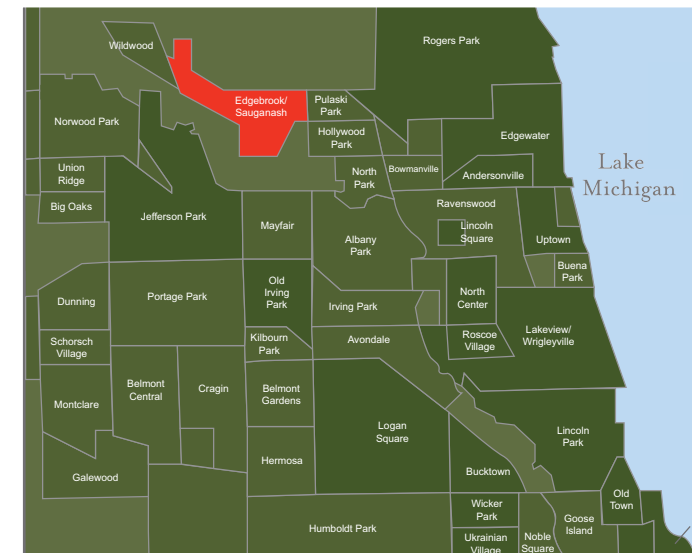 Rogers Park
Wildwood
Edgebrook/
Sauganash
Pulaski
Park
Norwood Park
Hollywood
Park
Edgewater
Lake
Michigan
Union
Ridge
North
Park
Bowmanville
Andersonville
Big Oaks
Jefferson Park
Ravenswood
Mayfair
Lincoln
Square
Albany
Park
Uptown
Buena
Park
Dunning
Portage Park
Old
Irving
Park
Irving Park
North
Center
Schorsch
Village
Kilbourn
Park
Avondale
Roscoe
Village
Lakeview/
Wrigleyville
Montclare
Belmont
Central
Cragin
Belmont
Gardens
Logan
Square
Lincoln
Park
Galewood
Hermosa
Bucktown
Humboldt Park
Wicker
Park
Old
Town
Goose
Island
Ukrainian
Village
Noble
Square